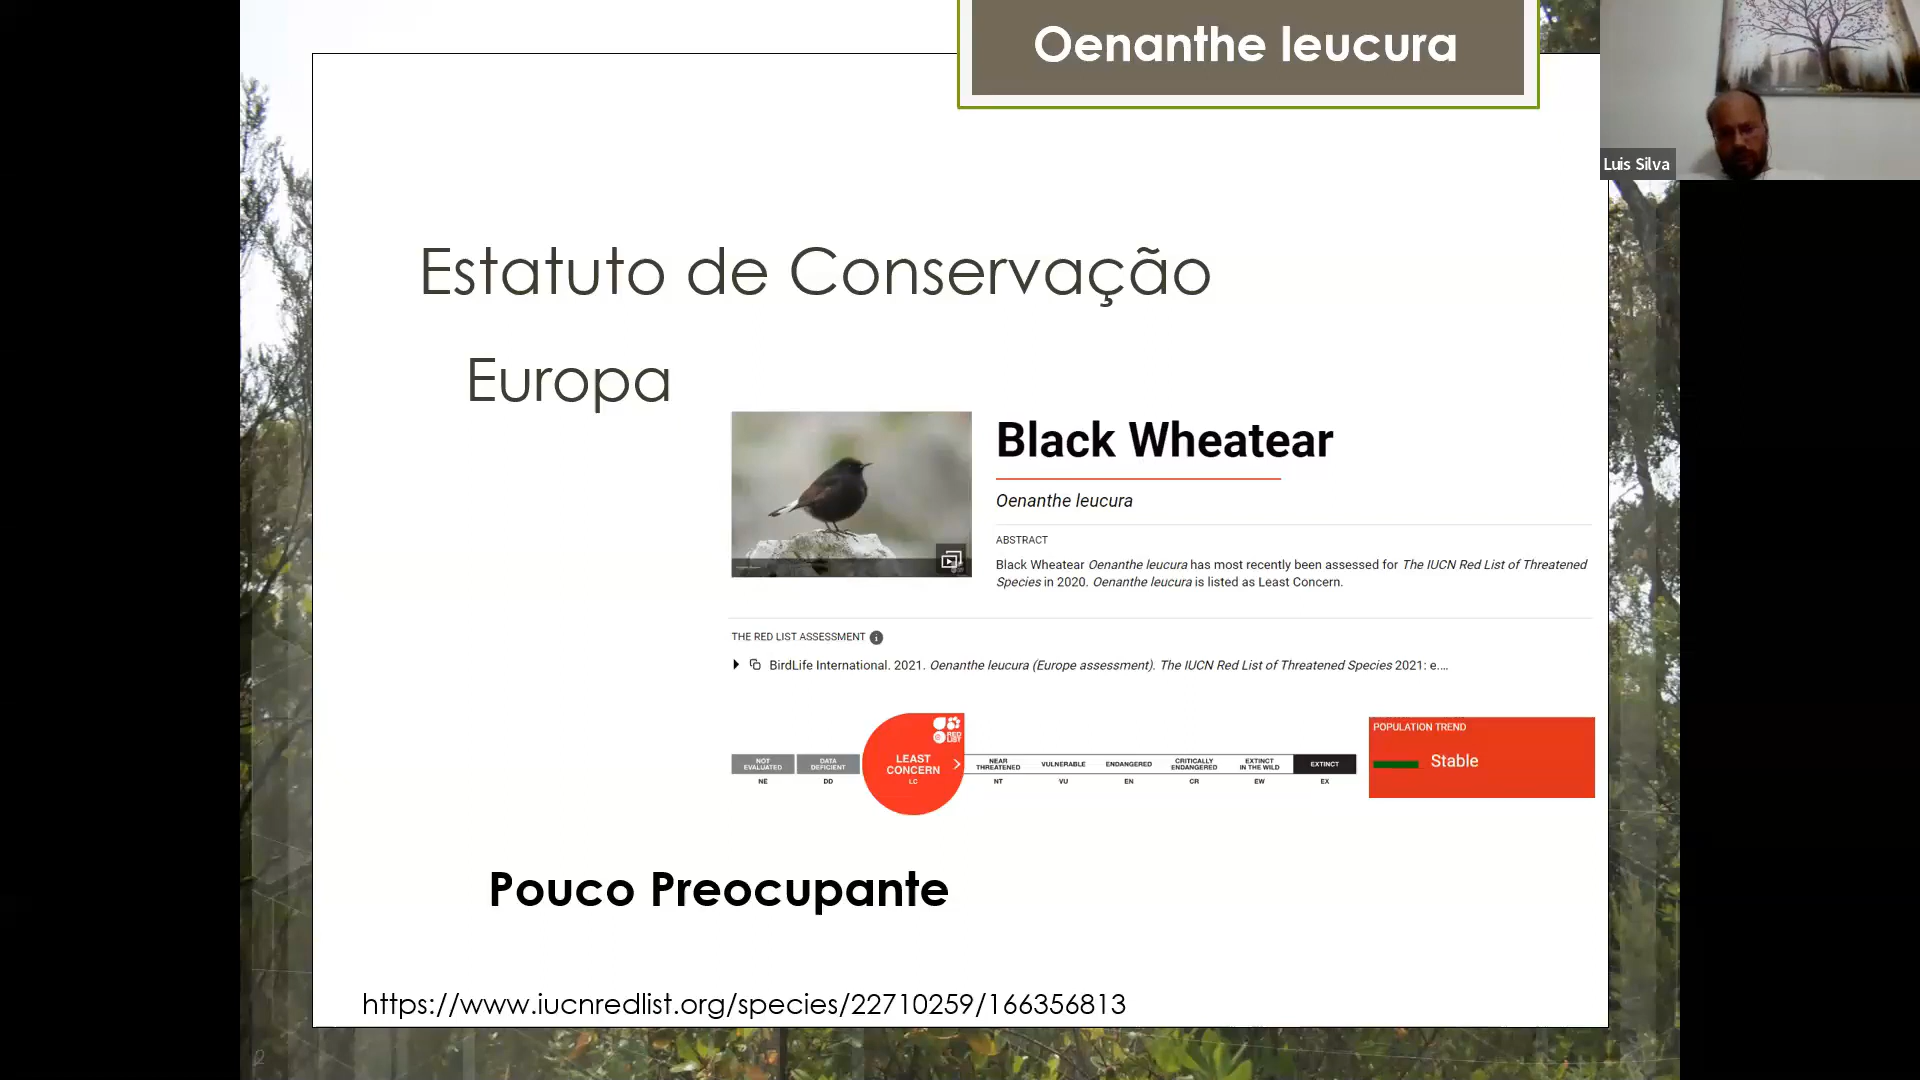 Oenanthe leucura
Luis Silva
Estatuto de Conservação
Europa
Black Wheatear
Oenanthe leucura
ABSTRACT
Black Wheatear Oenanthe leucura has most recently been assessed for The IUCN Red List of Threatened
Species in 2020. Oenanthe leucura is listed as Least Concern.
THE RED LIST ASSESSMENT i
BirdLife International. 2021. Oenanthe leucura (Europe assessment). The IUCN Red List of Threatened Species 2021: e....
NOT EVALUATED
NE
DATA DEFICIENT
DD
RED LIST
LEAST CONCERN
LC
NEAR THREATENED
NT
VULNERABLE
VU
ENDANGERED
EN
CRITICALLY ENDANGERED
CR
EXTINCT IN THE WILD
EW
EXTINCT
EX
POPULATION TREND
Stable
Pouco Preocupante
https://www.iucnredlist.org/species/22710259/166356813
2